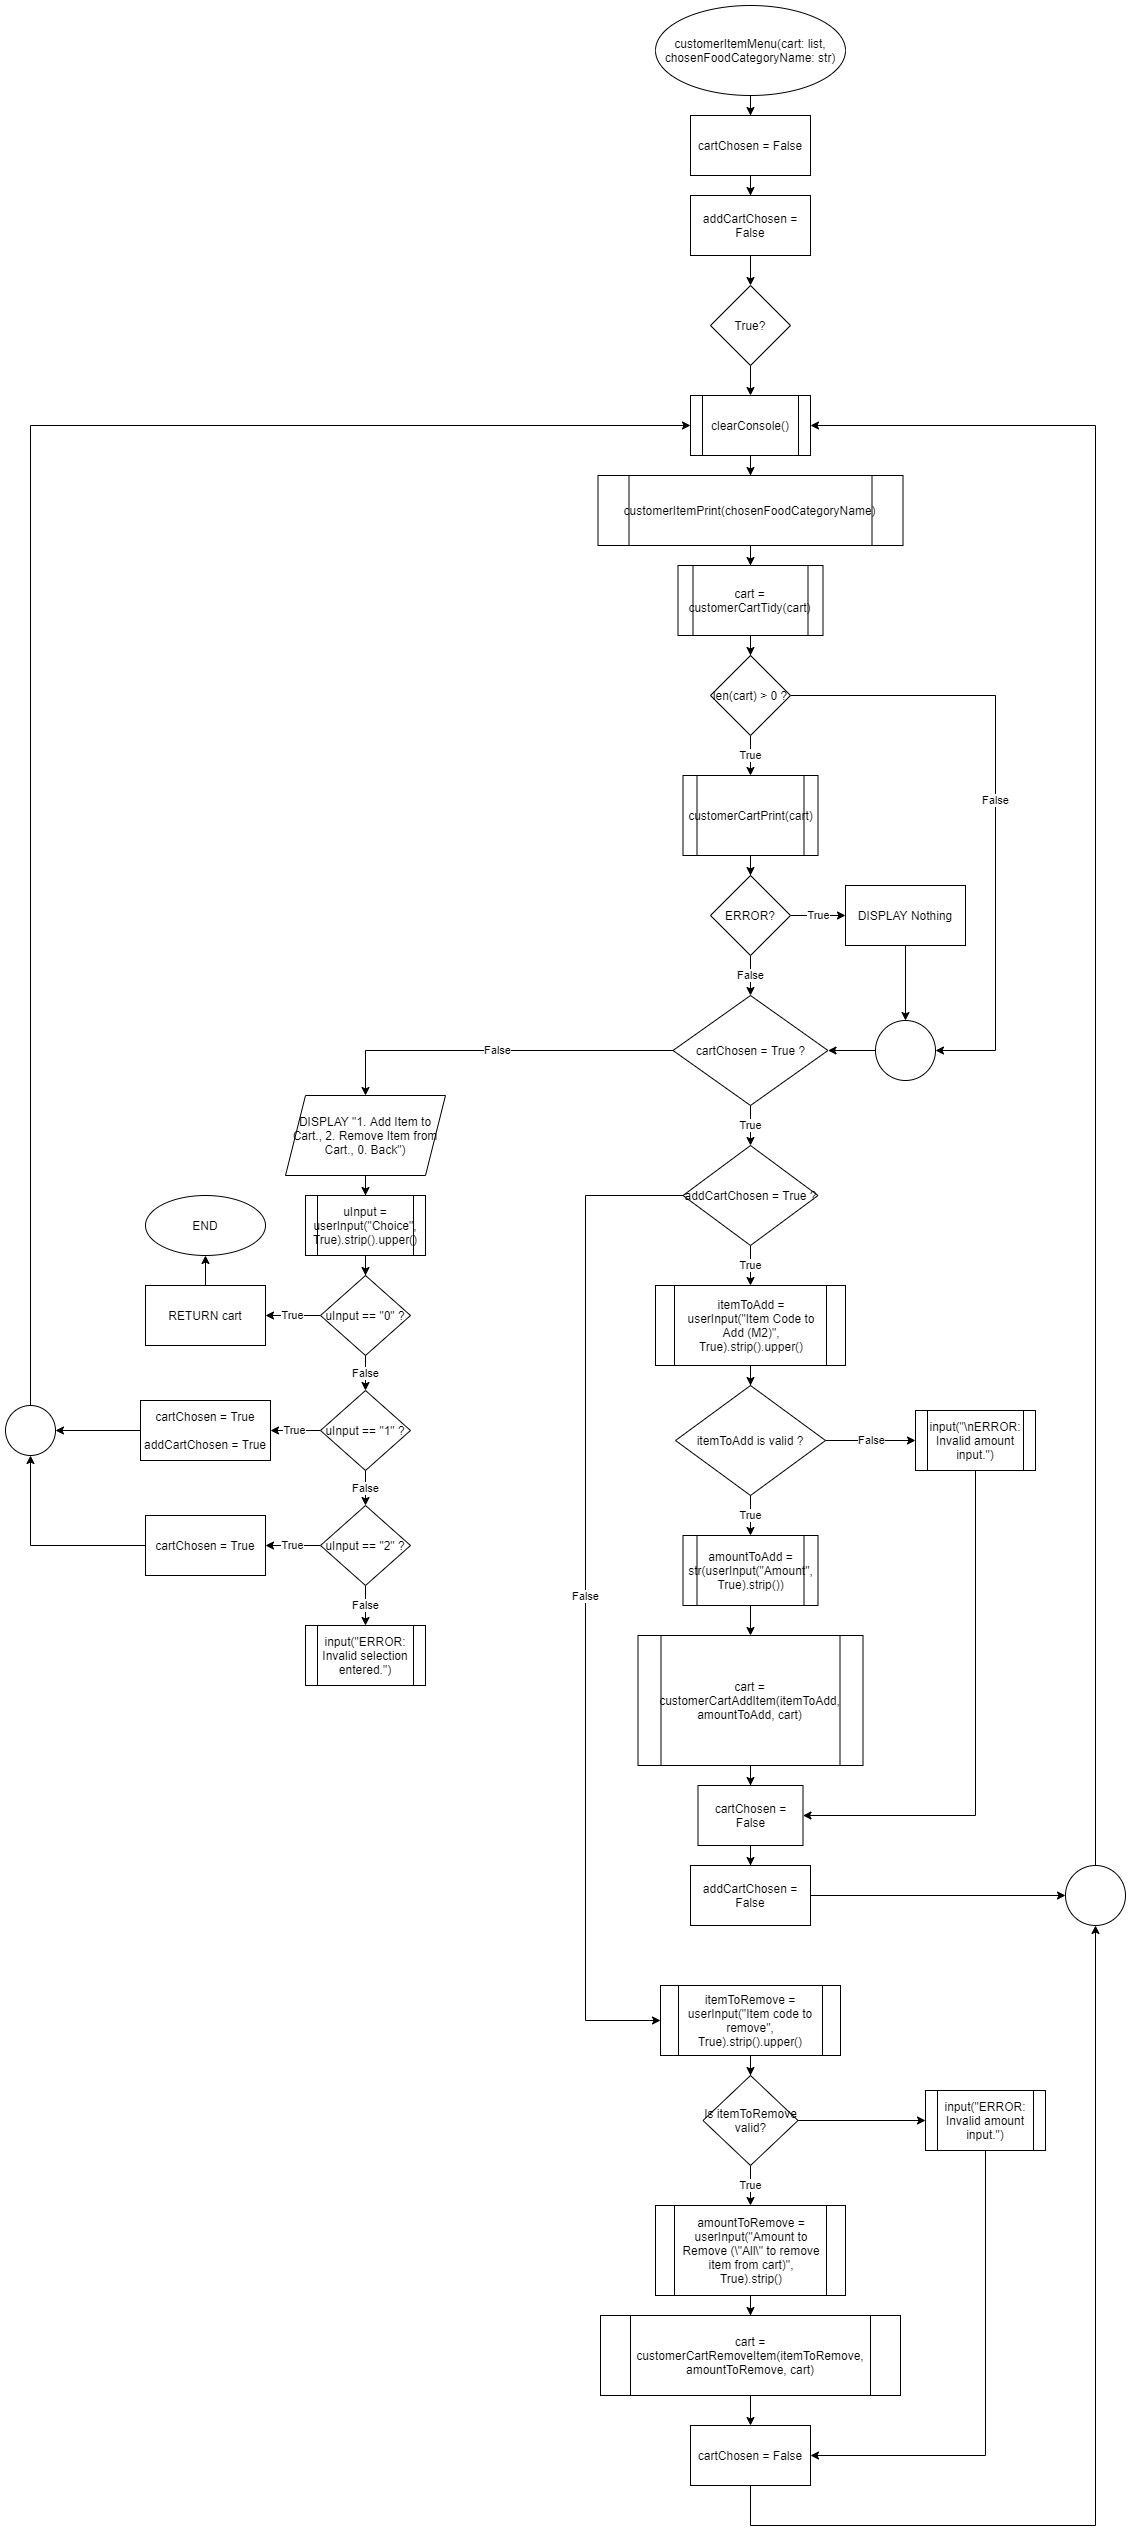 customerItemMenu(cart: list,
chosenFoodCategoryName: str)
cartChosen = False
addCartChosen =
False
True?
clearConsole()
customerItemPrint(chosenFoodCategoryName)
cart =
customerCartTidy(cart)
len(cart) > 0 ?
True
False
customerCartPrint(cart)
ERROR?
True
DISPLAY Nothing
False
cartChosen = True ?
False
True
DISPLAY "1. Add Item to
Cart., 2. Remove Item from
Cart., 0. Back")
uInput =
userInput("Choice",
True).strip().upper()
uInput == "0" ?
True
RETURN cart
END
False
uInput == "1" ?
True
cartChosen = True
addCartChosen = True
False
uInput == "2" ?
True
cartChosen = True
False
input("ERROR:
Invalid selection
entered.")
addCartChosen = True ?
False
True
itemToAdd =
userInput("Item Code to
Add (M2)",
True).strip().upper()
itemToAdd is valid ?
False
input("\nERROR:
Invalid amount
input.")
True
amountToAdd =
str(userInput("Amount",
True).strip())
cart =
customerCartAddItem(itemToAdd,
amountToAdd, cart)
cartChosen =
False
addCartChosen =
False
itemToRemove =
userInput("Item code to
remove",
True).strip().upper()
Is itemToRemove
valid?
input("ERROR:
Invalid amount
input.")
True
amountToRemove =
userInput("Amount to
Remove (\"All\" to remove
item from cart)",
True).strip()
cart =
customerCartRemoveItem(itemToRemove,
amountToRemove, cart)
cartChosen = False